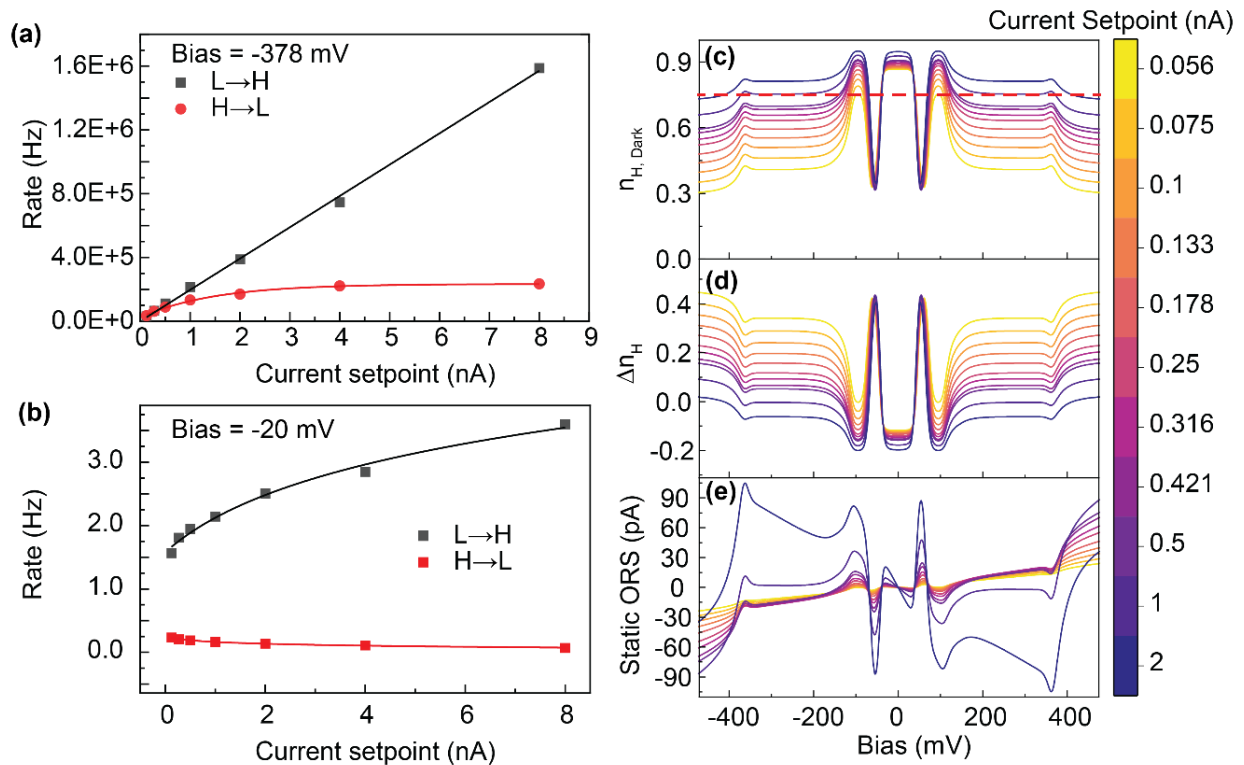 (a)
Bias = -378 mV
L→H
H→L
Rate (Hz)
1.6E+6
1.2E+6
8.0E+5
4.0E+5
0.0E+0
0 1 2 3 4 5 6 7 8 9
Current setpoint (nA)
(b)
Bias = -20 mV
L→H
H→L
Rate (Hz)
3.0
2.0
1.0
0.0
0 2 4 6 8
Current setpoint (nA)
(c)
n_H, Dark
0.9
0.6
0.3
0.0
(d)
Δn_H
0.4
0.2
0.0
-0.2
(e)
Static ORS (pA)
90
60
30
0
-30
-60
-90
-400 -200 0 200 400
Bias (mV)
Current Setpoint (nA)
0.056
0.075
0.1
0.133
0.178
0.25
0.316
0.421
0.5
1
2